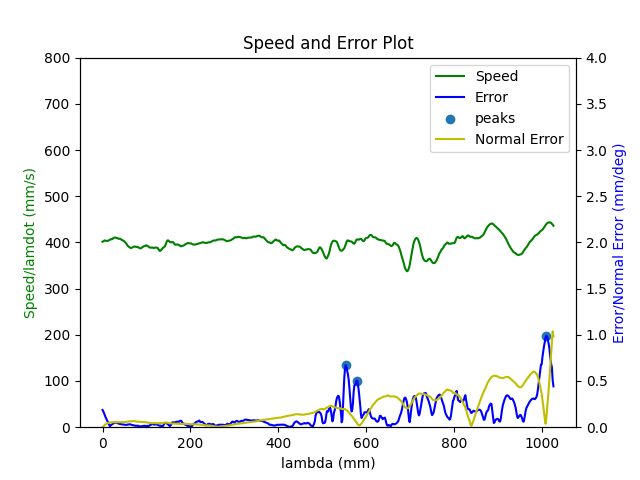 Speed and Error Plot
800
700
600
500
400
300
200
100
0
Speed/lamdot (mm/s)
4.0
3.5
3.0
2.5
2.0
1.5
1.0
0.5
0.0
Error/Normal Error (mm/deg)
Speed
Error
peaks
Normal Error
0 200 400 600 800 1000
lambda (mm)